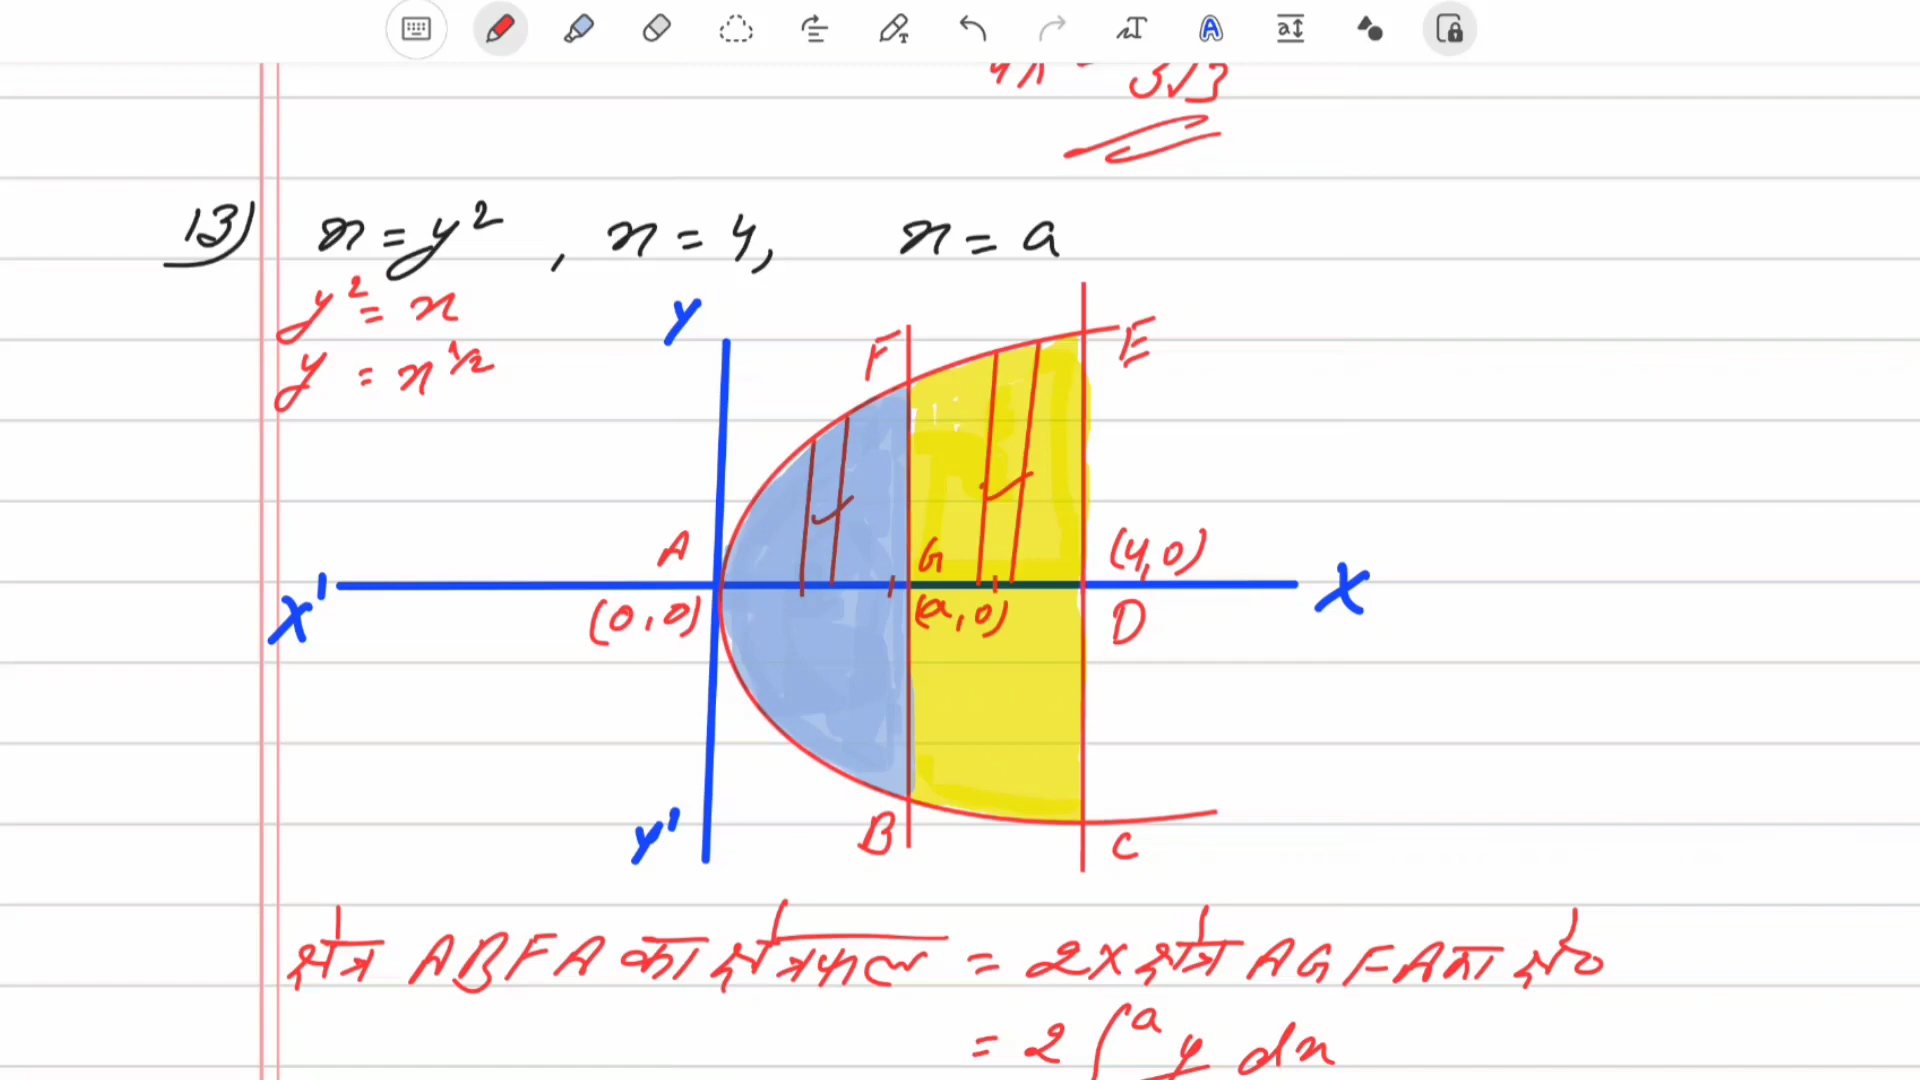 4π - 3√3
13) x = y² , x = 4, x = a
y² = x
y = x^1/2
Y
F
E
A
G
(4,0)
X'
(0,0)
(a,0)
D
X
Y'
B
C
क्षेत्र ABFA का क्षेत्रफल = 2× क्षेत्र AGFA का क्षे०
= 2 ∫^a y dx